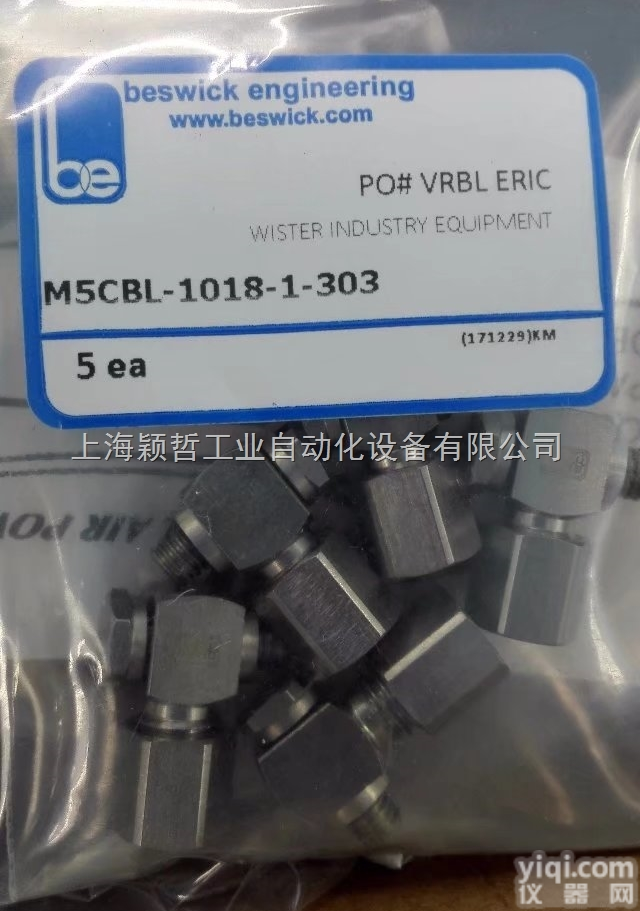 be
beswick engineering
www.beswick.com
PO# VRBL ERIC
WISTER INDUSTRY EQUIPMENT
M5CBL-1018-1-303
5 ea
(171229)KM
上海颖哲工业自动化设备有限公司
AIR POW
yiqi.com
仪器网